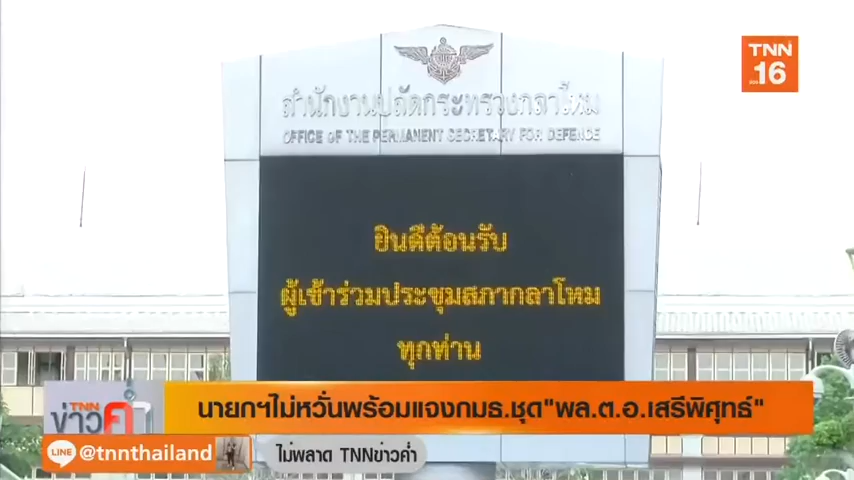 TNN
16
สำนักงานปลัดกระทรวงกลาโหม
OFFICE OF THE PERMANENT SECRETARY FOR DEFENCE
ยินดีต้อนรับ
ผู้เข้าร่วมประชุมสภากลาโหม
ทุกท่าน
TNN
ข่าวค่ำ
นายกฯไม่หวั่นพร้อมแจงกมธ.ชุด"พล.ต.อ.เสรีพิศุทธ์"
LINE @tnnthailand
ไม่พลาด TNNข่าวค่ำ